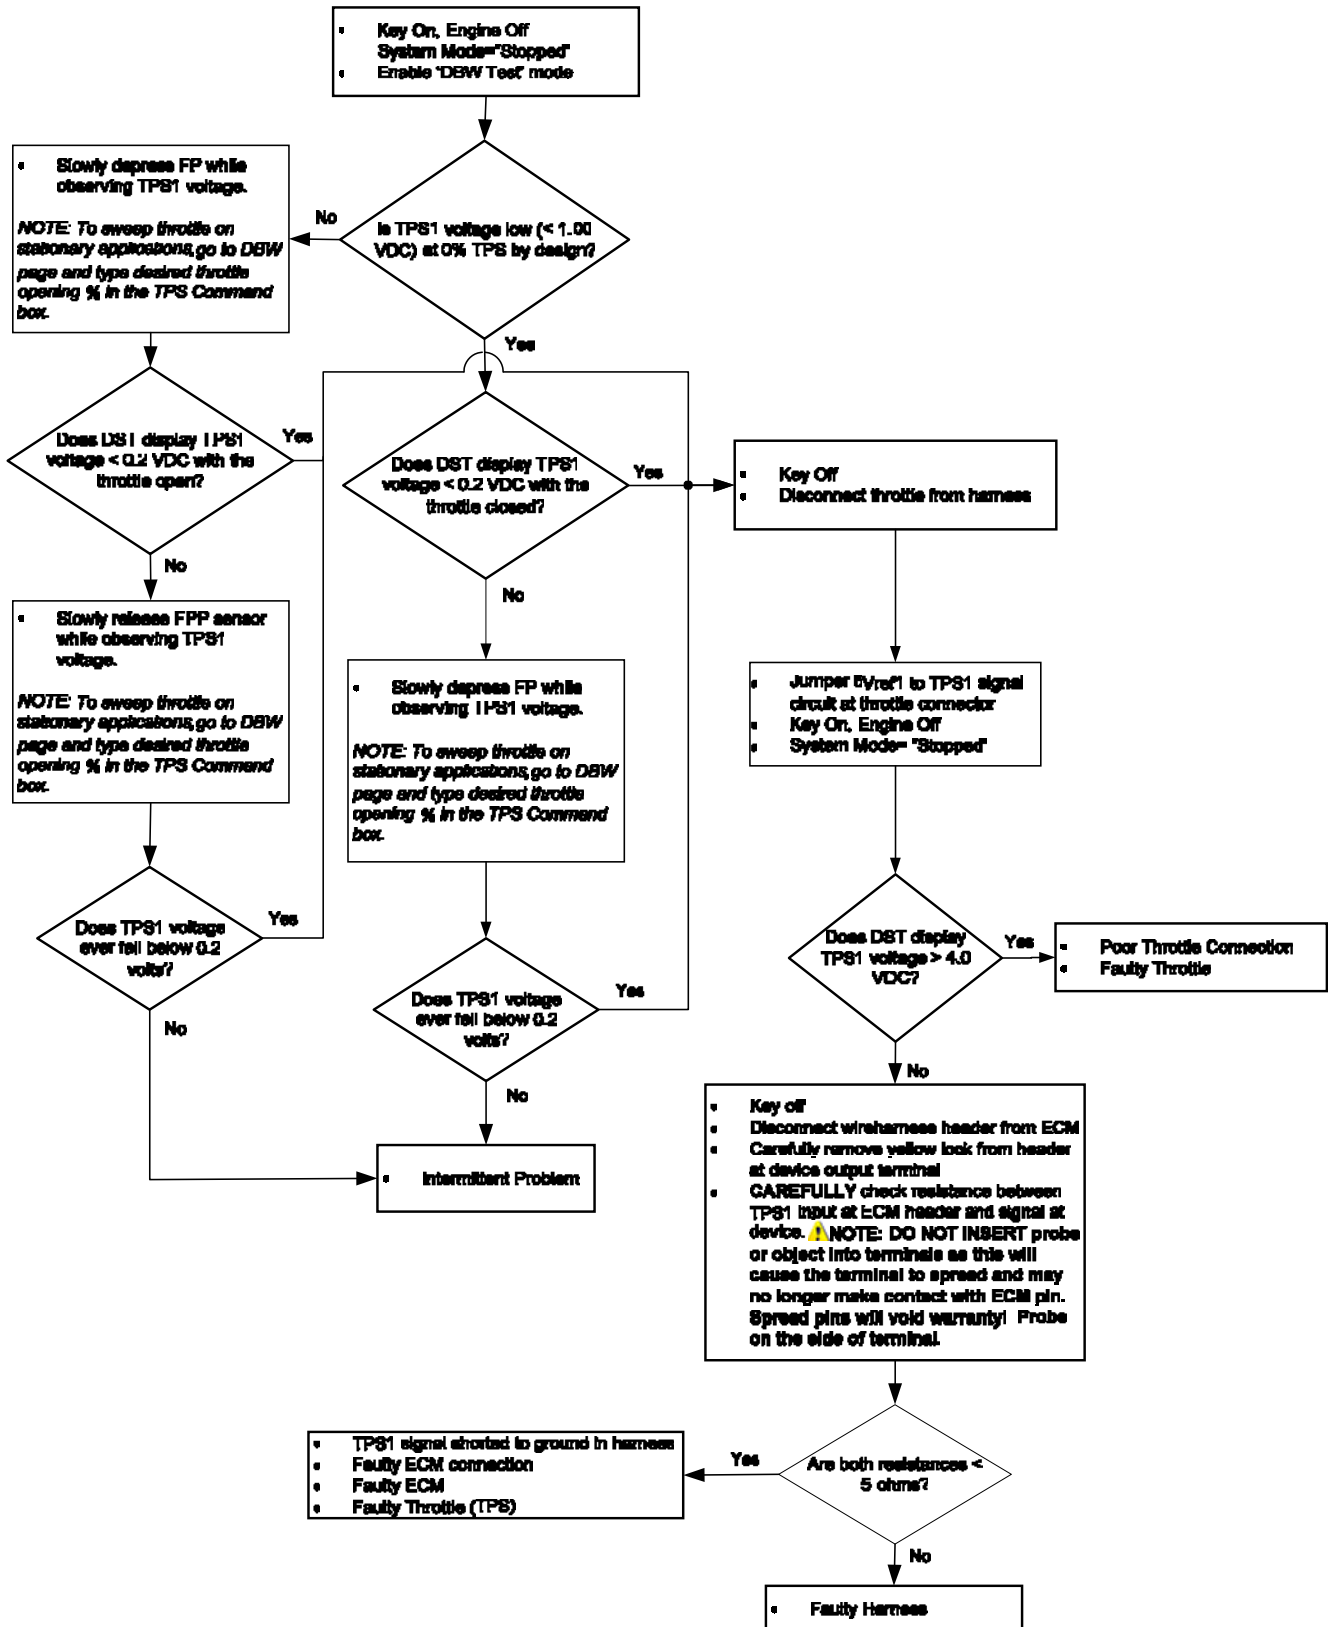 Key On, Engine Off
System Mode="Stopped"
Enable "DBW Test" mode
Is TPS1 voltage low (< 1.00
VDC) at 0% TPS by design?
No
Yes
Slowly depress FP while
observing TPS1 voltage.
NOTE: To sweep throttle on
stationary applications, go to DBW
page and type desired throttle
opening % in the TPS Command
box.
Does DST display TPS1
voltage < 0.2 VDC with the
throttle open?
Yes
No
Slowly release FPP sensor
while observing TPS1
voltage.
NOTE: To sweep throttle on
stationary applications, go to DBW
page and type desired throttle
opening % in the TPS Command
box.
Does TPS1 voltage
ever fall below 0.2
volts?
Yes
No
Does DST display TPS1
voltage < 0.2 VDC with the
throttle closed?
Yes
No
Slowly depress FP while
observing TPS1 voltage.
NOTE: To sweep throttle on
stationary applications, go to DBW
page and type desired throttle
opening % in the TPS Command
box.
Does TPS1 voltage
ever fall below 0.2
volts?
Yes
No
Intermittent Problem
Key Off
Disconnect throttle from harness
Jumper 5Vref1 to TPS1 signal
circuit at throttle connector
Key On, Engine Off
System Mode= "Stopped"
Does DST display
TPS1 voltage > 4.0
VDC?
Yes
Poor Throttle Connection
Faulty Throttle
No
Key off
Disconnect wireharness header from ECM
Carefully remove yellow lock from header
at device output terminal
CAREFULLY check resistance between
TPS1 input at ECM header and signal at
device. NOTE: DO NOT INSERT probe
or object into terminals as this will
cause the terminal to spread and may
no longer make contact with ECM pin.
Spread pins will void warranty! Probe
on the side of terminal.
Are both resistances <
5 ohms?
Yes
TPS1 signal shorted to ground in harness
Faulty ECM connection
Faulty ECM
Faulty Throttle (TPS)
No
Faulty Harness